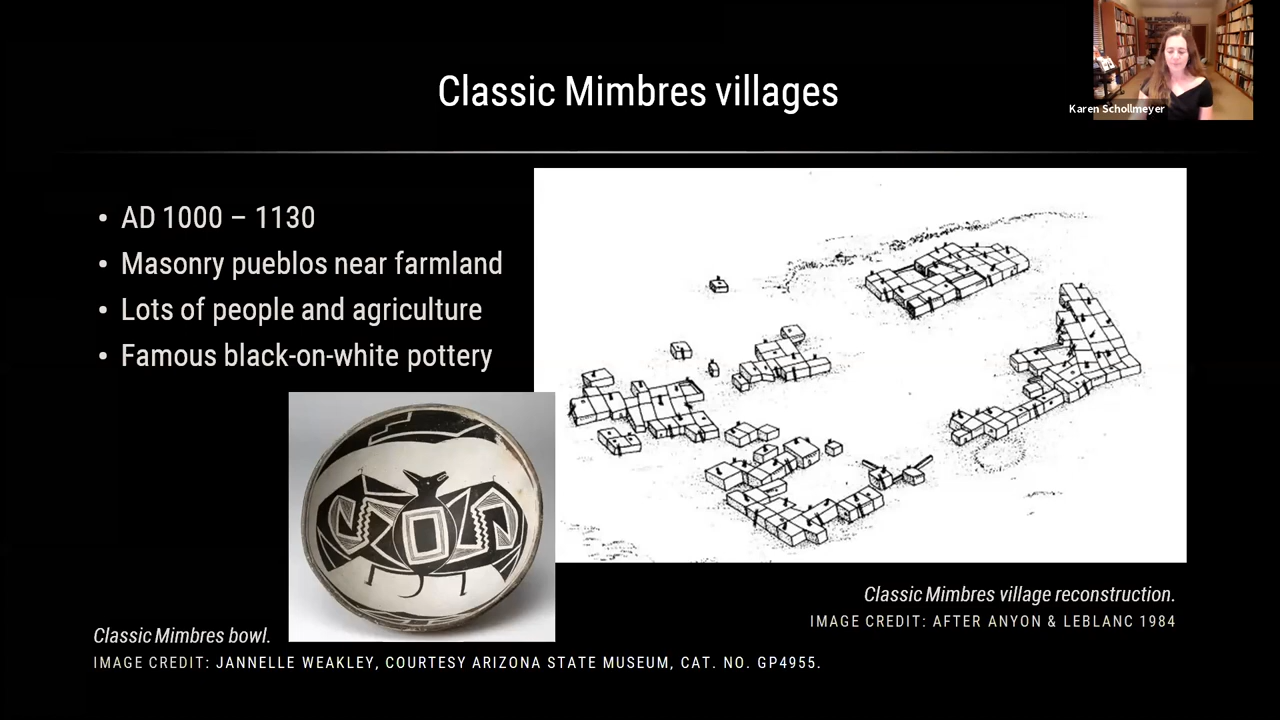 Classic Mimbres villages
Karen Schollmeyer
• AD 1000 – 1130
• Masonry pueblos near farmland
• Lots of people and agriculture
• Famous black-on-white pottery
Classic Mimbres village reconstruction.
IMAGE CREDIT: AFTER ANYON & LEBLANC 1984
Classic Mimbres bowl.
IMAGE CREDIT: JANNELLE WEAKLEY, COURTESY ARIZONA STATE MUSEUM, CAT. NO. GP4955.